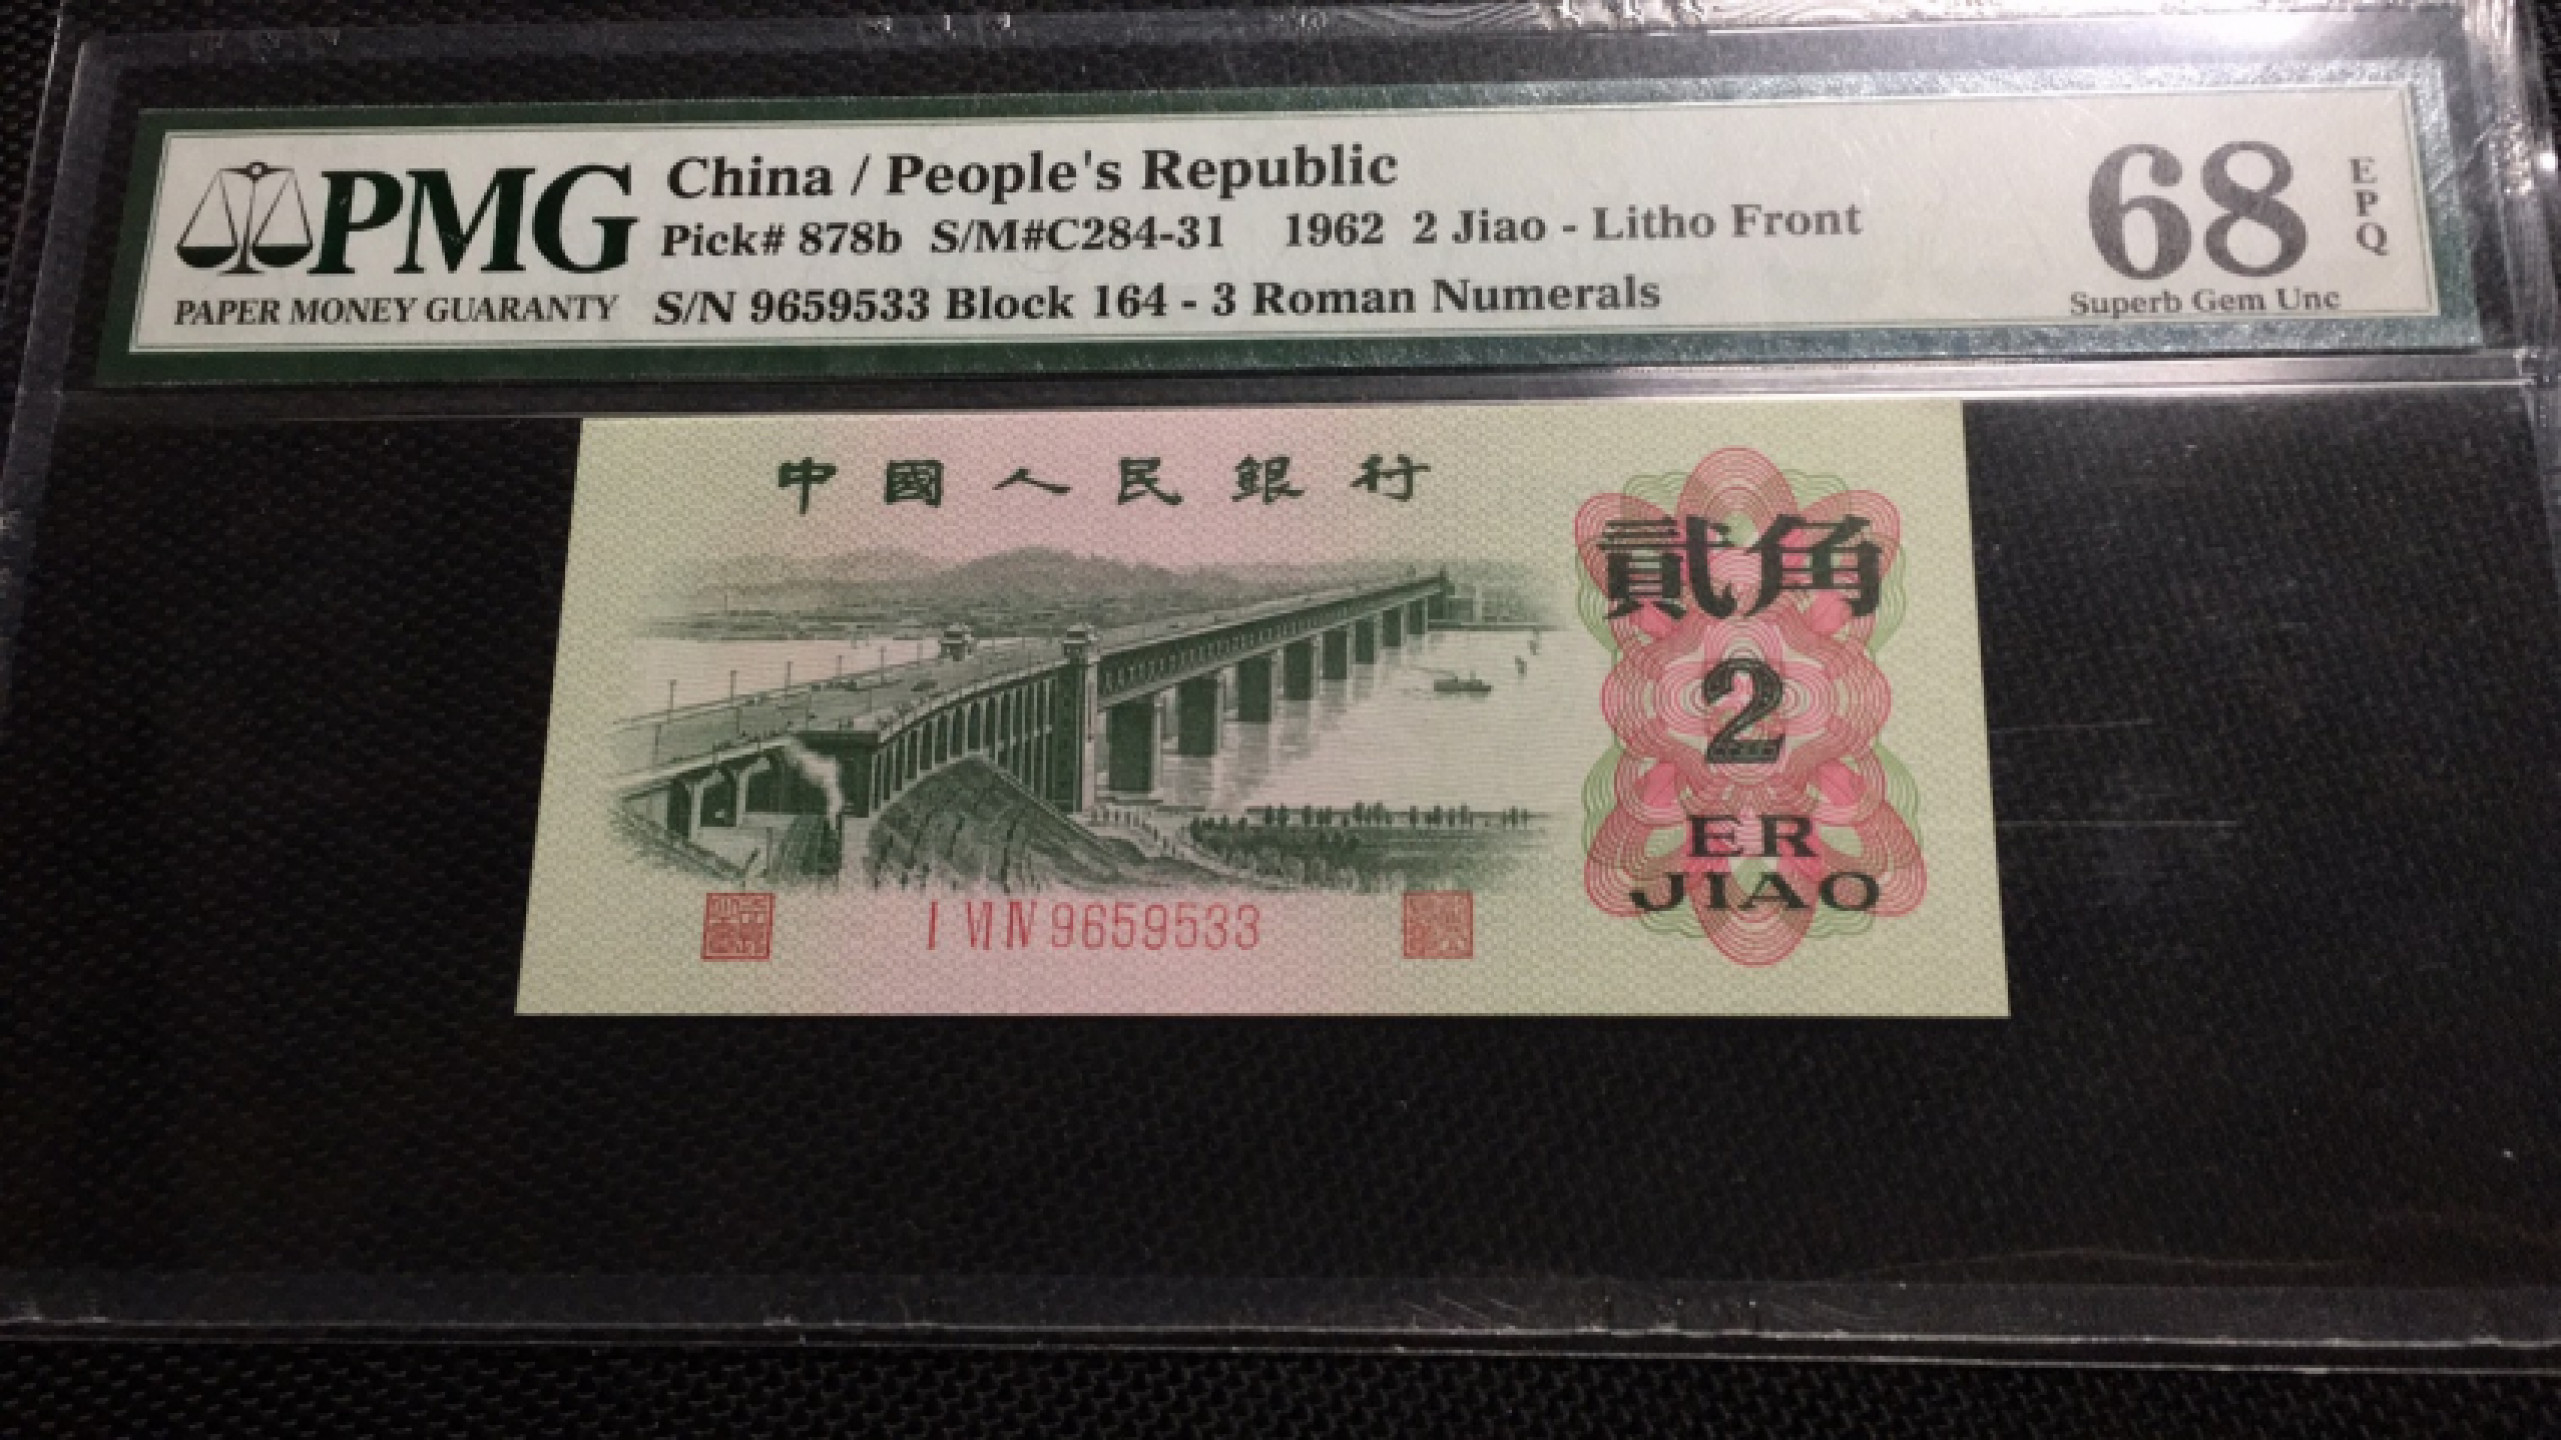 PMG
PAPER MONEY GUARANTY
China / People's Republic
Pick# 878b S/M#C284-31 1962 2 Jiao - Litho Front
S/N 9659533 Block 164 - 3 Roman Numerals
68
EPQ
Superb Gem Unc
中國人民銀行
貳角
2
ER
JIAO
I VI IV 9659533